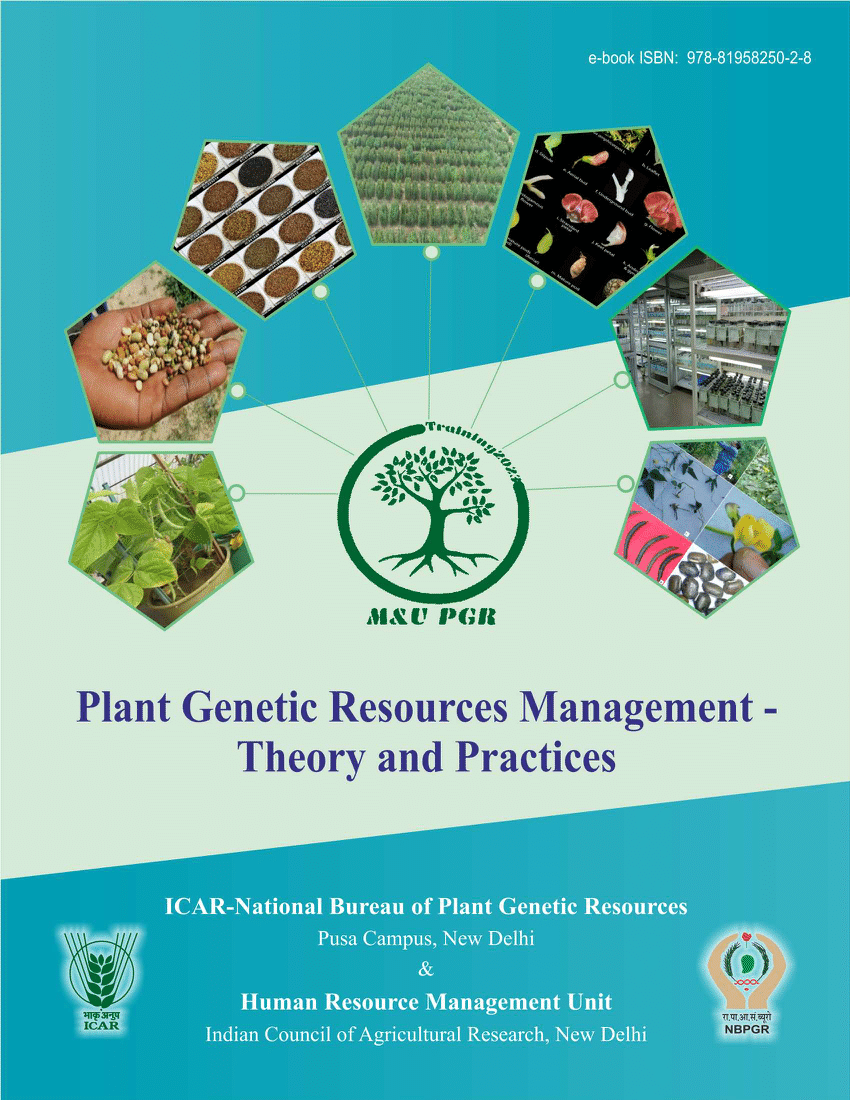 e-book ISBN: 978-81958250-2-8
Training2023
M&U PGR
Plant Genetic Resources Management -
Theory and Practices
ICAR-National Bureau of Plant Genetic Resources
Pusa Campus, New Delhi
&
Human Resource Management Unit
Indian Council of Agricultural Research, New Delhi
भाकृअनुप
ICAR
रा.पा.आ.सं.ब्यूरो
NBPGR